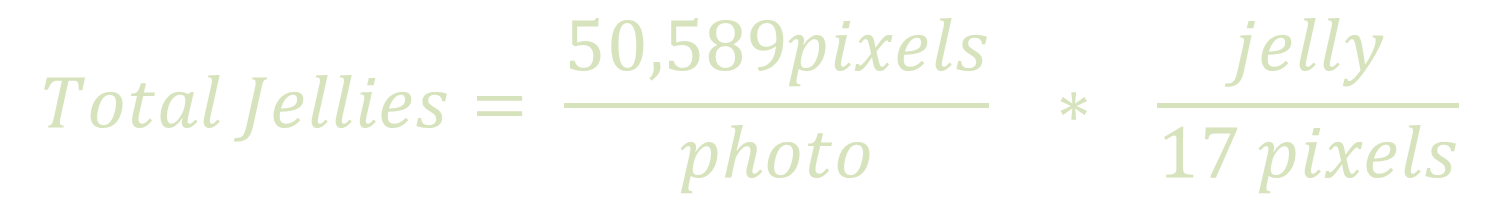 Total Jellies = 50,589pixels / photo * jelly / 17 pixels